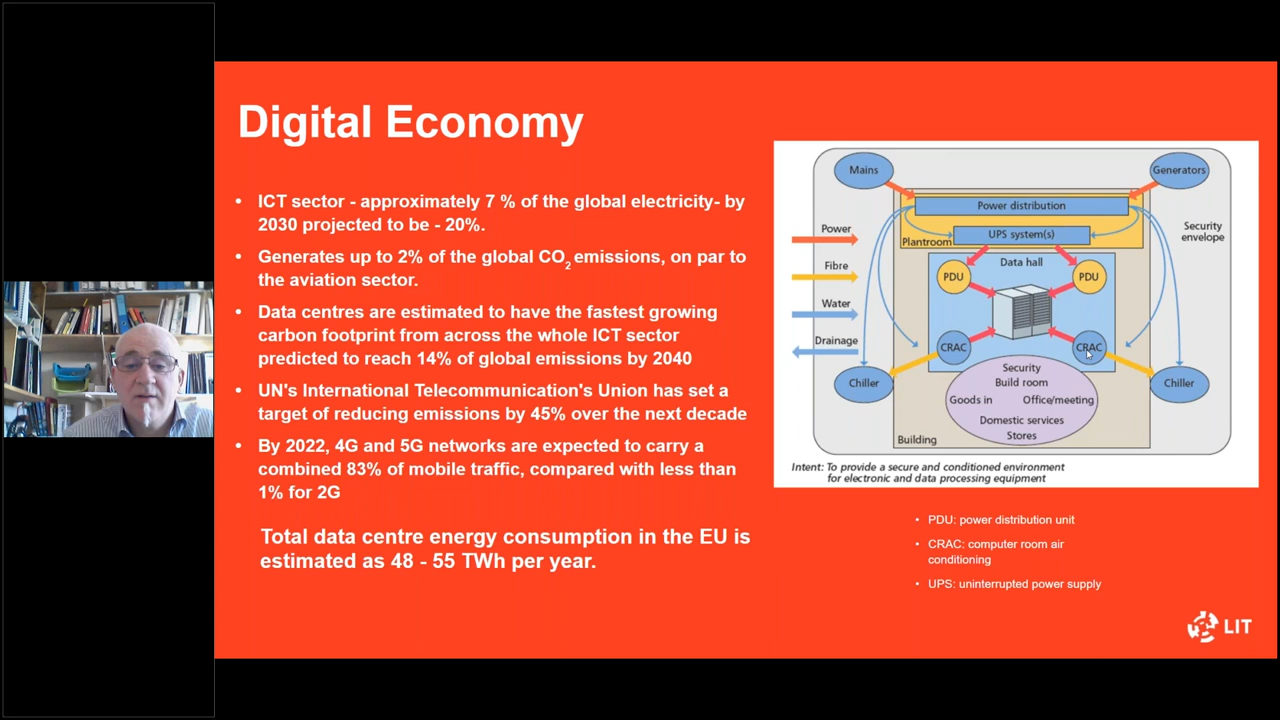 Digital Economy
• ICT sector - approximately 7 % of the global electricity- by
2030 projected to be - 20%.
• Generates up to 2% of the global CO2 emissions, on par to
the aviation sector.
• Data centres are estimated to have the fastest growing
carbon footprint from across the whole ICT sector
predicted to reach 14% of global emissions by 2040
• UN's International Telecommunication's Union has set a
target of reducing emissions by 45% over the next decade
• By 2022, 4G and 5G networks are expected to carry a
combined 83% of mobile traffic, compared with less than
1% for 2G
Total data centre energy consumption in the EU is
estimated as 48 - 55 TWh per year.
Mains
Generators
Power distribution
Power
UPS system(s)
Security
envelope
Plantroom
Fibre
Data hall
PDU
PDU
Water
Drainage
CRAC
CRAC
Chiller
Chiller
Security
Build room
Goods in
Office/meeting
Domestic services
Stores
Building
Intent: To provide a secure and conditioned environment
for electronic and data processing equipment
• PDU: power distribution unit
• CRAC: computer room air
conditioning
• UPS: uninterrupted power supply
LIT